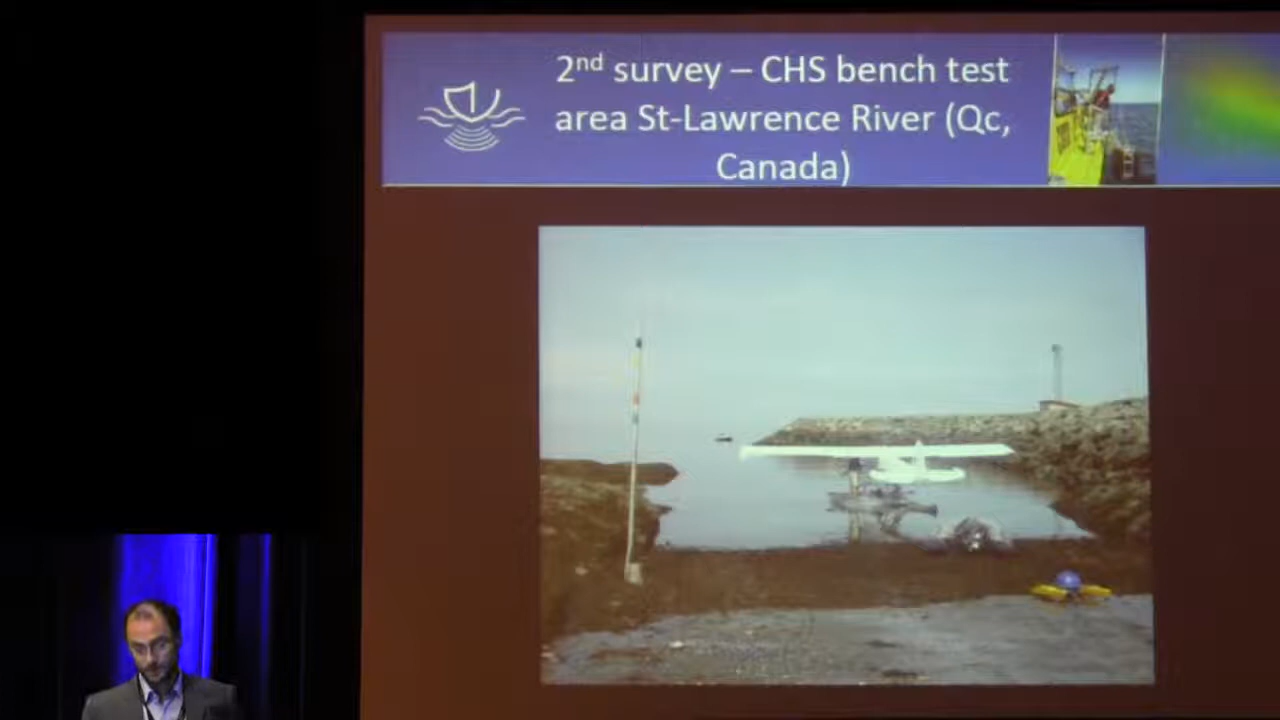 2nd survey – CHS bench test
area St-Lawrence River (Qc,
Canada)